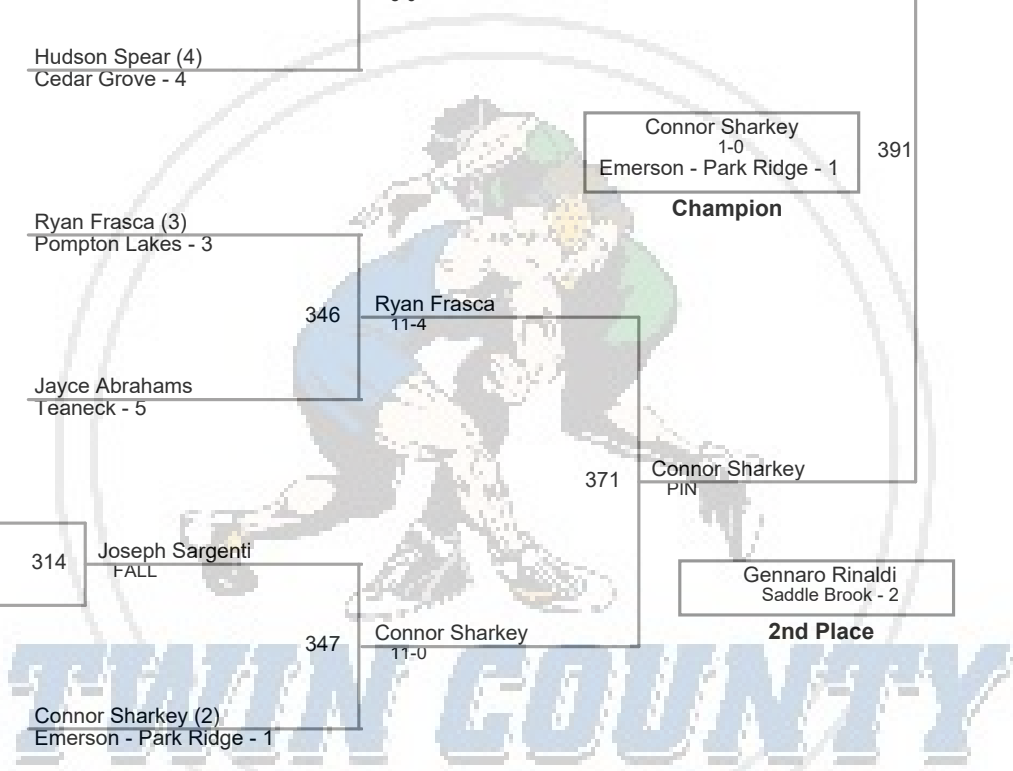 Hudson Spear (4)
Cedar Grove - 4
Connor Sharkey
1-0
Emerson - Park Ridge - 1
391
Champion
Ryan Frasca (3)
Pompton Lakes - 3
346
Ryan Frasca
11-4
Jayce Abrahams
Teaneck - 5
371
Connor Sharkey
PIN
314
Joseph Sargenti
FALL
Gennaro Rinaldi
Saddle Brook - 2
2nd Place
347
Connor Sharkey
11-0
Connor Sharkey (2)
Emerson - Park Ridge - 1
TWIN COUNTY